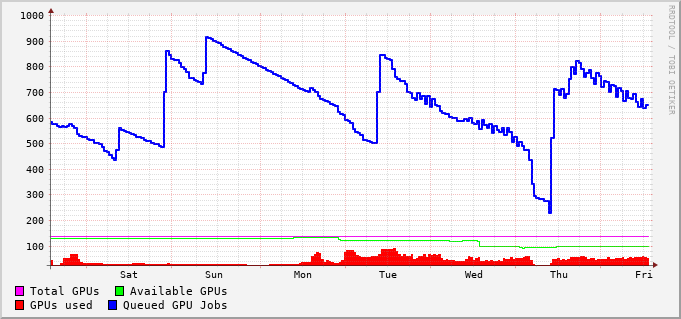 1000
900
800
700
600
500
400
300
200
100
Sat Sun Mon Tue Wed Thu Fri
Total GPUs Available GPUs
GPUs used Queued GPU Jobs
RRDTOOL / TOBI OETIKER